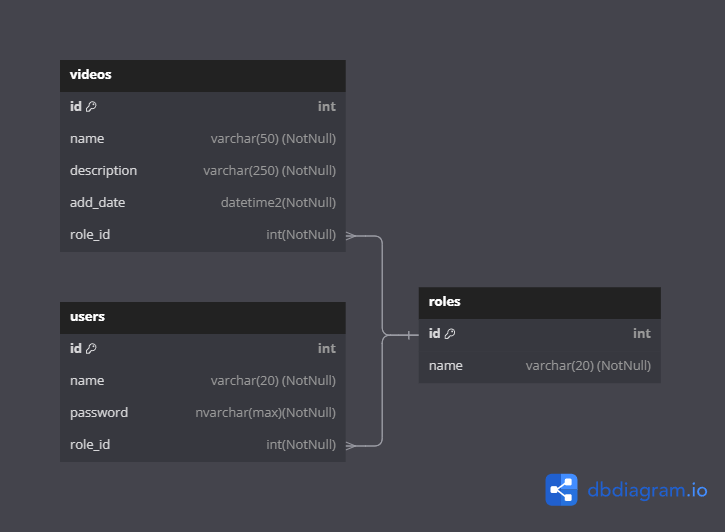 videos
id int
name varchar(50) (NotNull)
description varchar(250) (NotNull)
add_date datetime2(NotNull)
role_id int(NotNull)
users
id int
name varchar(20) (NotNull)
password nvarchar(max)(NotNull)
role_id int(NotNull)
roles
id int
name varchar(20) (NotNull)
dbdiagram.io